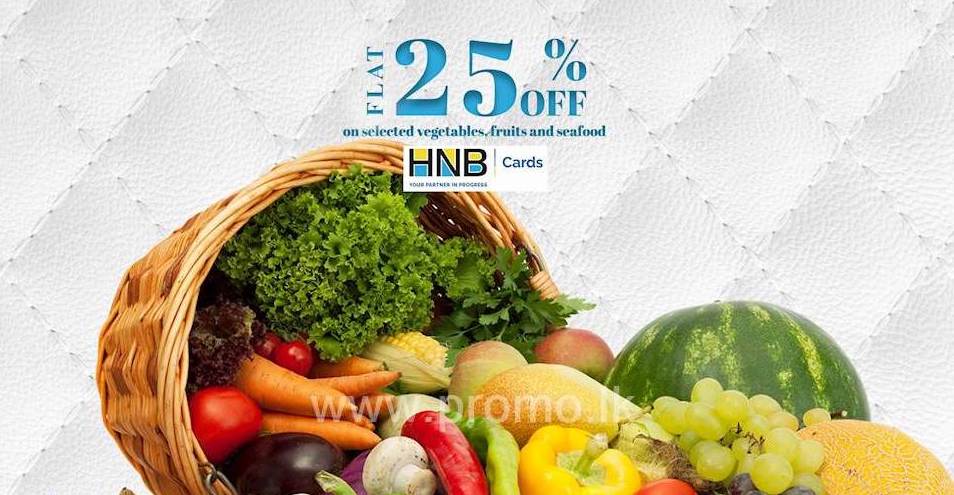 FLAT 25% OFF
on selected vegetables, fruits and seafood
HNB Cards
YOUR PARTNER IN PROGRESS
www.promo.lk